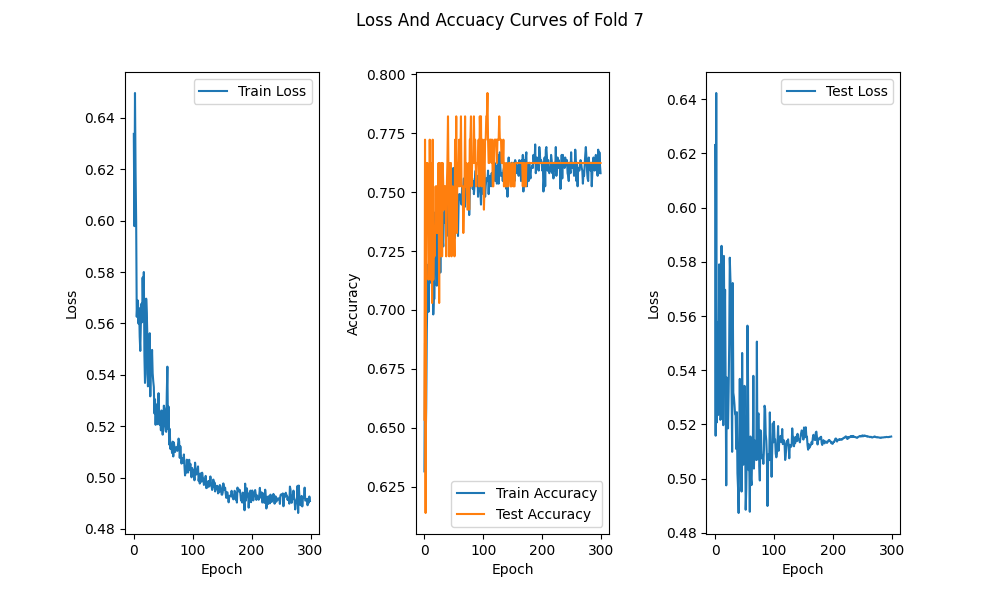 Loss And Accuacy Curves of Fold 7
Train Loss
0.64
0.62
0.60
0.58
0.56
0.54
0.52
0.50
0.48
Loss
0 100 200 300
Epoch
0.800
0.775
0.750
0.725
0.700
0.675
0.650
0.625
Accuracy
Train Accuracy
Test Accuracy
0 100 200 300
Epoch
Test Loss
0.64
0.62
0.60
0.58
0.56
0.54
0.52
0.50
0.48
Loss
0 100 200 300
Epoch